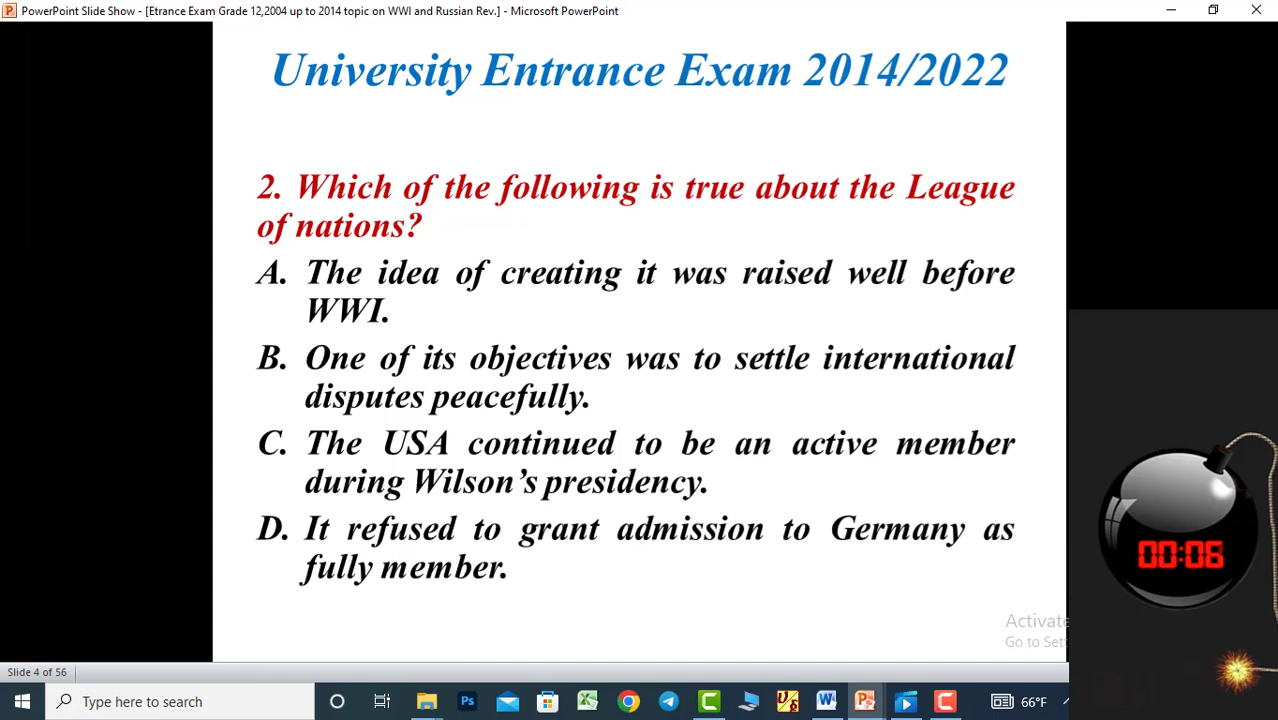 PowerPoint Slide Show - [Etrance Exam Grade 12,2004 up to 2014 topic on WWI and Russian Rev.] - Microsoft PowerPoint
University Entrance Exam 2014/2022
2. Which of the following is true about the League
of nations?
A. The idea of creating it was raised well before
WWI.
B. One of its objectives was to settle international
disputes peacefully.
C. The USA continued to be an active member
during Wilson's presidency.
D. It refused to grant admission to Germany as
fully member.
00:06
Activate
Go to Sett
Slide 4 of 56
Type here to search
66°F